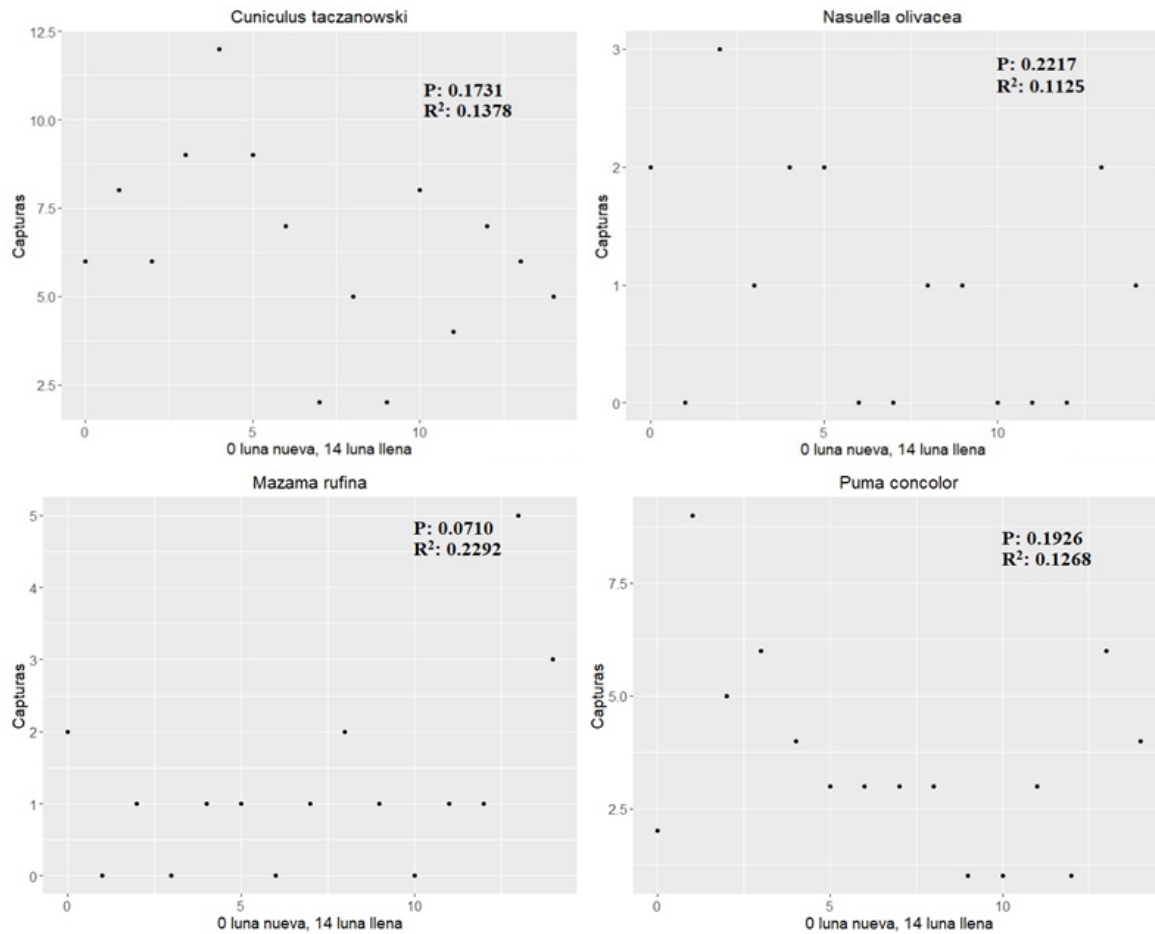 Cuniculus taczanowski
12.5
10.0
7.5
5.0
2.5
Capturas
P: 0.1731
R²: 0.1378
0 5 10
0 luna nueva, 14 luna llena
Nasuella olivacea
3
2
1
0
Capturas
P: 0.2217
R²: 0.1125
0 5 10
0 luna nueva, 14 luna llena
Mazama rufina
5
4
3
2
1
0
Capturas
P: 0.0710
R²: 0.2292
0 5 10
0 luna nueva, 14 luna llena
Puma concolor
7.5
5.0
2.5
Capturas
P: 0.1926
R²: 0.1268
0 5 10
0 luna nueva, 14 luna llena